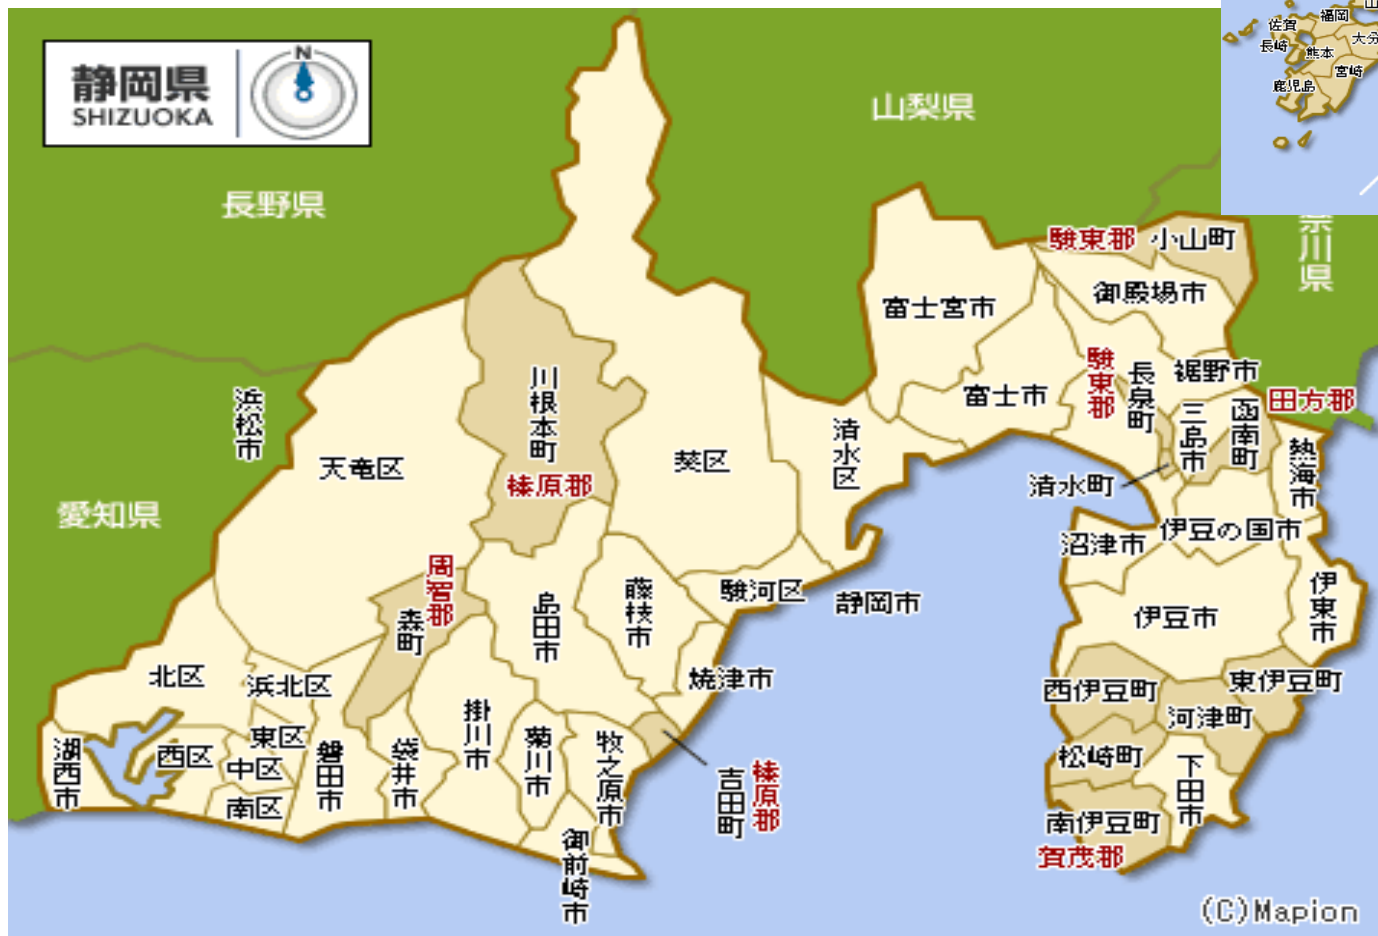 静岡県
SHIZUOKA
N
福岡
佐賀
大分
長崎
熊本
宮崎
鹿児島
山梨県
長野県
愛知県
奈川県
駿東郡
小山町
御殿場市
富士宮市
富士市
駿東郡
長泉町
裾野市
三島市
函南町
田方郡
熱海市
清水町
沼津市
伊豆の国市
伊東市
伊豆市
西伊豆町
東伊豆町
河津町
松崎町
下田市
南伊豆町
賀茂郡
川根本町
榛原郡
葵区
清水区
駿河区
静岡市
浜松市
天竜区
周智郡
森町
島田市
藤枝市
焼津市
北区
浜北区
東区
中区
西区
南区
湖西市
磐田市
袋井市
掛川市
菊川市
牧之原市
吉田町
榛原郡
御前崎市
(C)Mapion